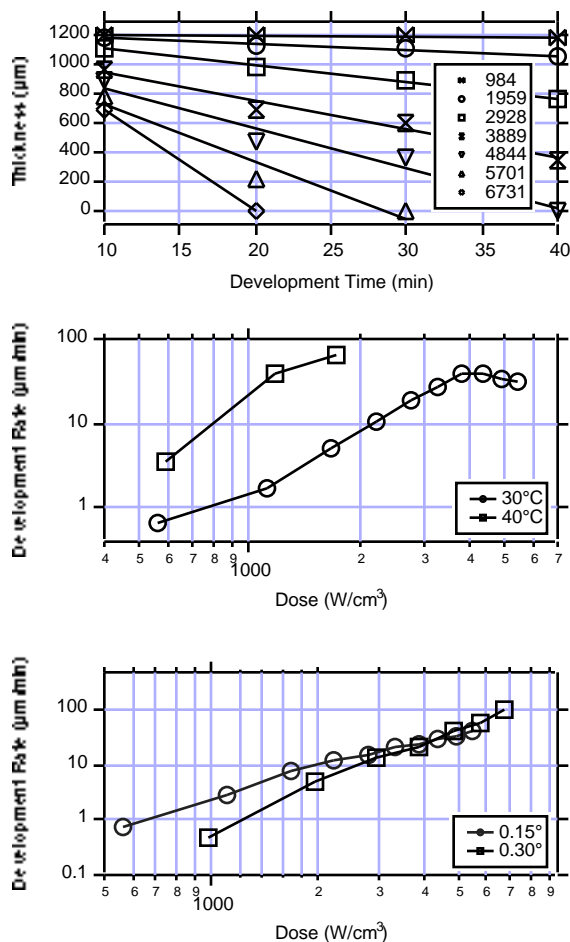 1200
1000
800
600
400
200
0
Thickness (µm)
984
1959
2928
3889
4844
5701
6731
10 15 20 25 30 35 40
Development Time (min)
100
10
1
Development Rate (µm/min)
30°C
40°C
4 5 6 7 8 9 1000 2 3 4 5 6 7
Dose (W/cm³)
100
10
1
0.1
Development Rate (µm/min)
0.15°
0.30°
5 6 7 8 9 1000 2 3 4 5 6 7 8 9
Dose (W/cm³)